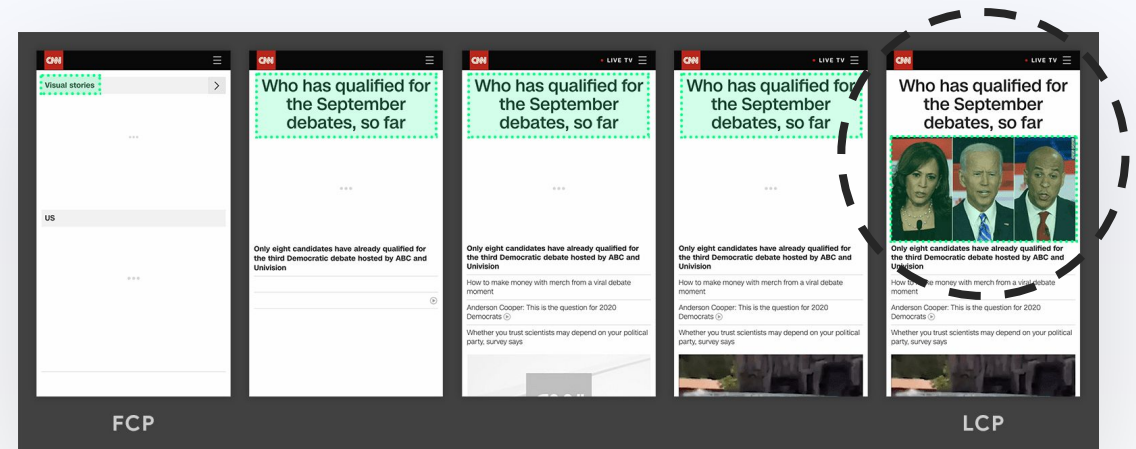 CNN
Visual stories
US
FCP
CNN
Who has qualified for
the September
debates, so far
Only eight candidates have already qualified for
the third Democratic debate hosted by ABC and
Univision
CNN
LIVE TV
Who has qualified for
the September
debates, so far
Only eight candidates have already qualified for
the third Democratic debate hosted by ABC and
Univision
How to make money with merch from a viral debate
moment
Anderson Cooper: This is the question for 2020
Democrats
Whether you trust scientists may depend on your political
party, survey says
CNN
LIVE TV
Who has qualified for
the September
debates, so far
Only eight candidates have already qualified for
the third Democratic debate hosted by ABC and
Univision
How to make money with merch from a viral debate
moment
Anderson Cooper: This is the question for 2020
Democrats
Whether you trust scientists may depend on your political
party, survey says
CNN
LIVE TV
Who has qualified for
the September
debates, so far
Only eight candidates have already qualified for
the third Democratic debate hosted by ABC and
Univision
How to make money with merch from a viral debate
moment
Anderson Cooper: This is the question for 2020
Democrats
Whether you trust scientists may depend on your political
party, survey says
LCP